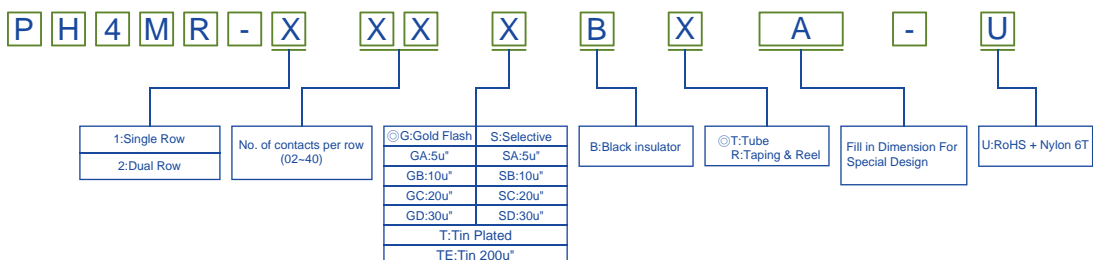 P H 4 M R - X X X X B X A - U
1:Single Row
2:Dual Row
No. of contacts per row
(02~40)
◎G:Gold Flash S:Selective
GA:5u" SA:5u"
GB:10u" SB:10u"
GC:20u" SC:20u"
GD:30u" SD:30u"
T:Tin Plated
TE:Tin 200u"
B:Black insulator
◎T:Tube
R:Taping & Reel
Fill in Dimension For
Special Design
U:RoHS + Nylon 6T